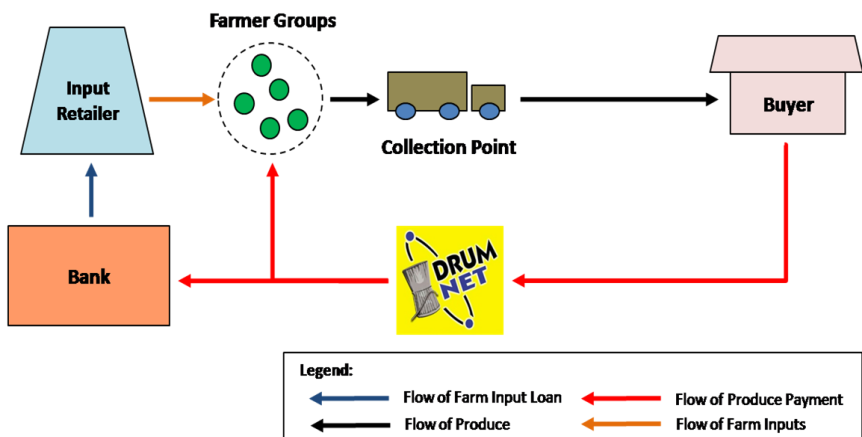 Farmer Groups
Input
Retailer
Collection Point
Buyer
Bank
DRUM
NET
Legend:
Flow of Farm Input Loan
Flow of Produce Payment
Flow of Produce
Flow of Farm Inputs